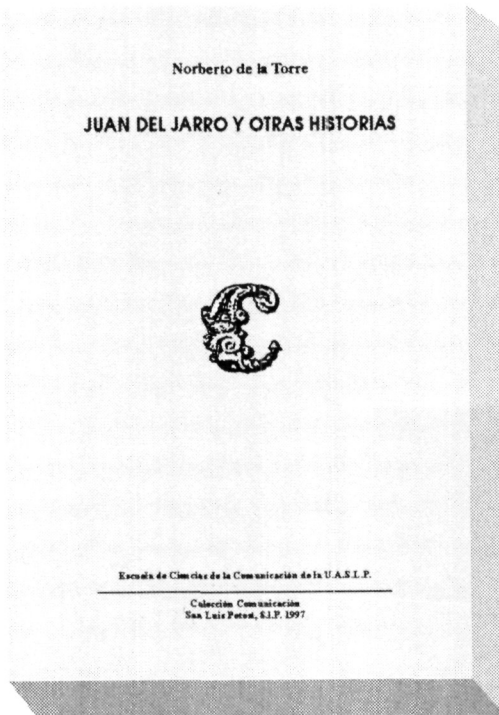 Norberto de la Torre
JUAN DEL JARRO Y OTRAS HISTORIAS
C
Escuela de Ciencias de la Comunicación de la U.A.S.L.P.
Colección Comunicación
San Luis Potosí, S.l.P. 1997